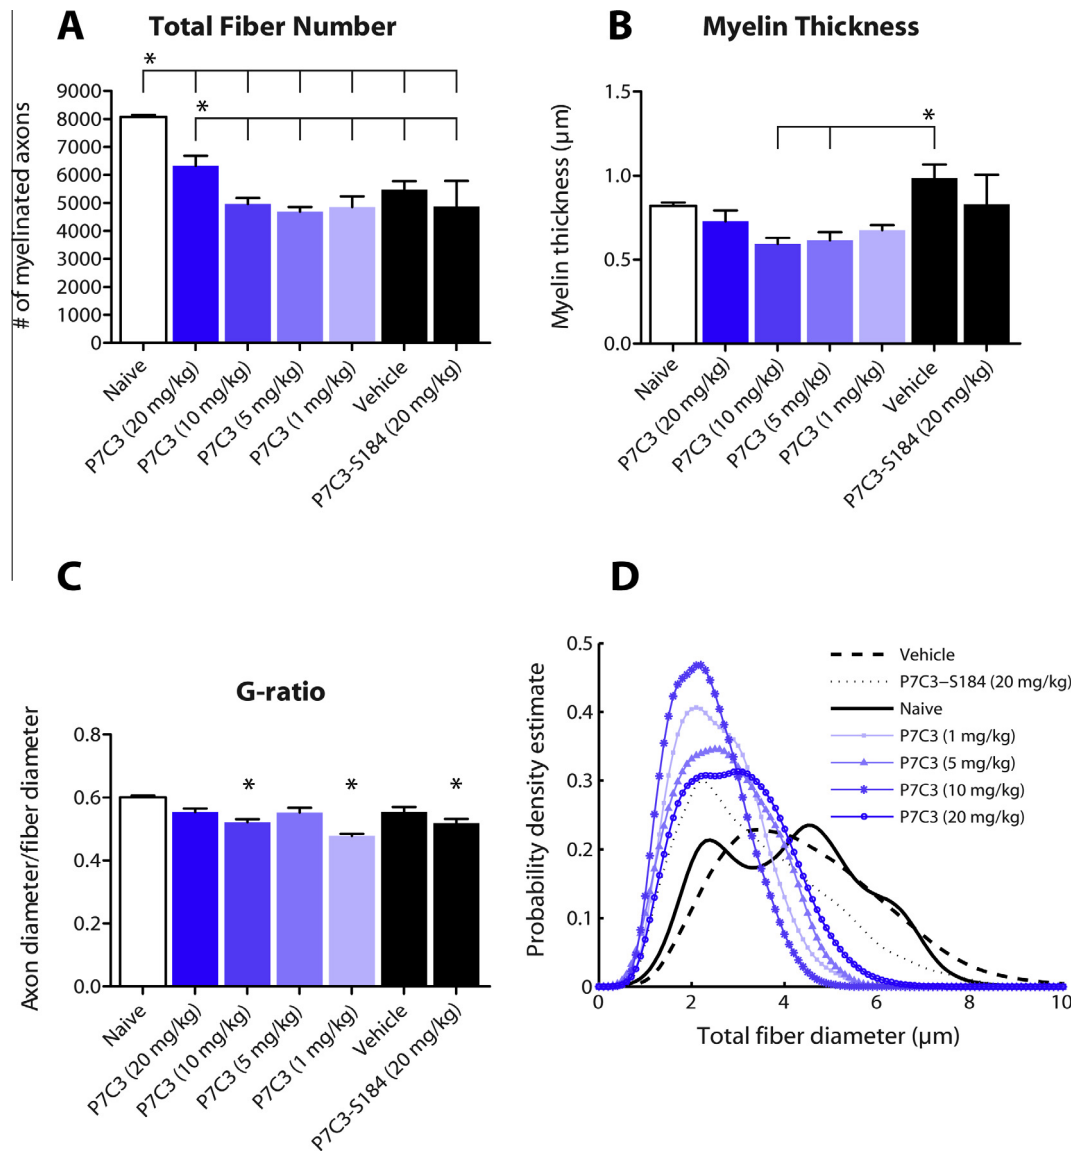 A
Total Fiber Number
*
*
# of myelinated axons
9000
8000
7000
6000
5000
4000
3000
2000
1000
0
Naive
P7C3 (20 mg/kg)
P7C3 (10 mg/kg)
P7C3 (5 mg/kg)
P7C3 (1 mg/kg)
Vehicle
P7C3-S184 (20 mg/kg)
B
Myelin Thickness
*
Myelin thickness (µm)
1.5
1.0
0.5
0.0
Naive
P7C3 (20 mg/kg)
P7C3 (10 mg/kg)
P7C3 (5 mg/kg)
P7C3 (1 mg/kg)
Vehicle
P7C3-S184 (20 mg/kg)
C
G-ratio
* * *
Axon diameter/fiber diameter
0.8
0.6
0.4
0.2
0.0
Naive
P7C3 (20 mg/kg)
P7C3 (10 mg/kg)
P7C3 (5 mg/kg)
P7C3 (1 mg/kg)
Vehicle
P7C3-S184 (20 mg/kg)
D
Probability density estimate
0.5
0.4
0.3
0.2
0.1
0
Vehicle
P7C3–S184 (20 mg/kg)
Naive
P7C3 (1 mg/kg)
P7C3 (5 mg/kg)
P7C3 (10 mg/kg)
P7C3 (20 mg/kg)
0 2 4 6 8 10
Total fiber diameter (µm)